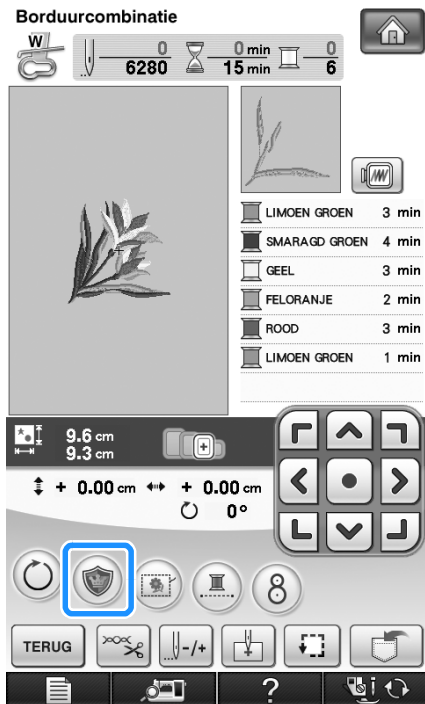 Borduurcombinatie
W
0 0 min 0
6280 15 min 6
LIMOEN GROEN 3 min
SMARAGD GROEN 4 min
GEEL 3 min
FELORANJE 2 min
ROOD 3 min
LIMOEN GROEN 1 min
9.6 cm
9.3 cm
+ 0.00 cm + 0.00 cm
0°
8
TERUG -/+
?